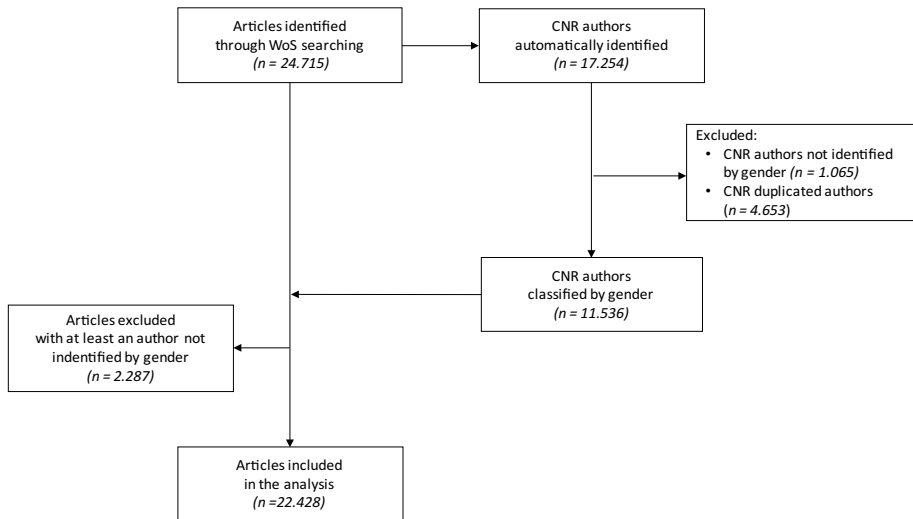 Articles identified
through WoS searching
(n = 24.715)
CNR authors
automatically identified
(n = 17.254)
Excluded:
• CNR authors not identified
by gender (n = 1.065)
• CNR duplicated authors
(n = 4.653)
CNR authors
classified by gender
(n = 11.536)
Articles excluded
with at least an author not
indentified by gender
(n = 2.287)
Articles included
in the analysis
(n =22.428)